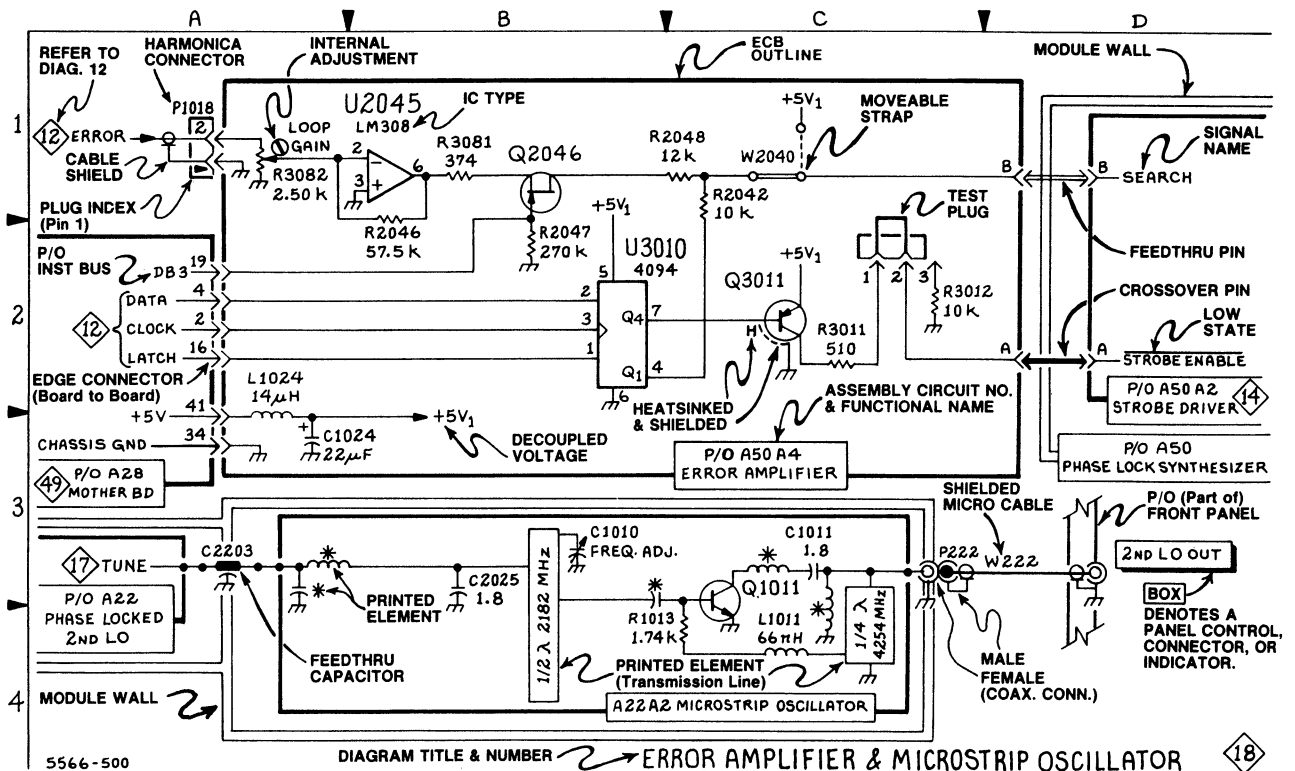 A B C D
REFER TO
DIAG. 12
HARMONICA
CONNECTOR
INTERNAL
ADJUSTMENT
ECB
OUTLINE
MODULE WALL
1
P1018
2
12 ERROR
CABLE
SHIELD
PLUG INDEX
(Pin 1)
LOOP
GAIN
R3082
2.50 K
U2045
LM308
IC TYPE
2
3
6
R3081
374
R2046
57.5 K
Q2046
R2047
270 K
R2048
12 K
R2042
10 K
W2040
+5V1
MOVEABLE
STRAP
B B
SIGNAL
NAME
SEARCH
TEST
PLUG
FEEDTHRU PIN
2
P/O
INST BUS
DB3 19
12
DATA 4
CLOCK 2
LATCH 16
EDGE CONNECTOR
(Board to Board)
+5V1
U3010
4094
5
2
3
1
Q4 7
Q1 4
6
Q3011
+5V1
H
R3011
510
1 2 3
R3012
10 K
CROSSOVER PIN
LOW
STATE
A A
STROBE ENABLE
P/O A50 A2
STROBE DRIVER 14
+5V 41
CHASSIS GND 34
L1024
14 µH
+
C1024
22 µF
+5V1
DECOUPLED
VOLTAGE
HEATSINKED
& SHIELDED
ASSEMBLY CIRCUIT NO.
& FUNCTIONAL NAME
P/O A50 A4
ERROR AMPLIFIER
P/O A50
PHASE LOCK SYNTHESIZER
49 P/O A28
MOTHER BD
3
SHIELDED
MICRO CABLE
P/O (Part of)
FRONT PANEL
17 TUNE
C2203
*
*
PRINTED
ELEMENT
C2025
1.8
1/2 λ 2182 MHz
C1010
FREQ. ADJ.
*
R1013
1.74 K
*
Q1011
C1011
1.8
*
L1011
66 nH
1/4 λ
4254 MHz
P222
W222
2ND LO OUT
BOX
DENOTES A
PANEL CONTROL,
CONNECTOR, OR
INDICATOR.
P/O A22
PHASE LOCKED
2ND LO
FEEDTHRU
CAPACITOR
PRINTED ELEMENT
(Transmission Line)
MALE
FEMALE
(COAX. CONN.)
4
MODULE WALL
A22A2 MICROSTRIP OSCILLATOR
5566-500
DIAGRAM TITLE & NUMBER
ERROR AMPLIFIER & MICROSTRIP OSCILLATOR
18